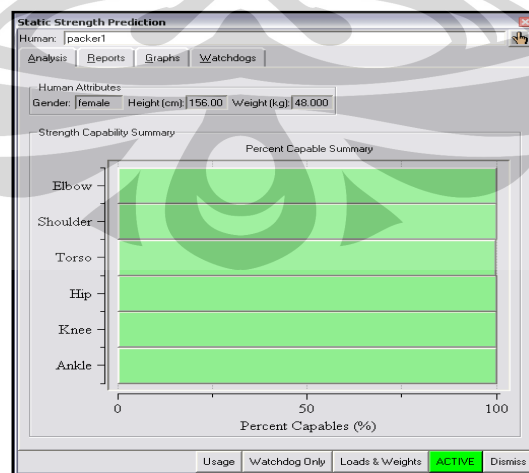 Static Strength Prediction
Human: packer1
Analysis Reports Graphs Watchdogs
Human Attributes
Gender: female Height (cm): 156.00 Weight (kg): 48.000
Strength Capability Summary
Percent Capable Summary
Elbow
Shoulder
Torso
Hip
Knee
Ankle
0 50 100
Percent Capables (%)
Usage Watchdog Only Loads & Weights ACTIVE Dismiss